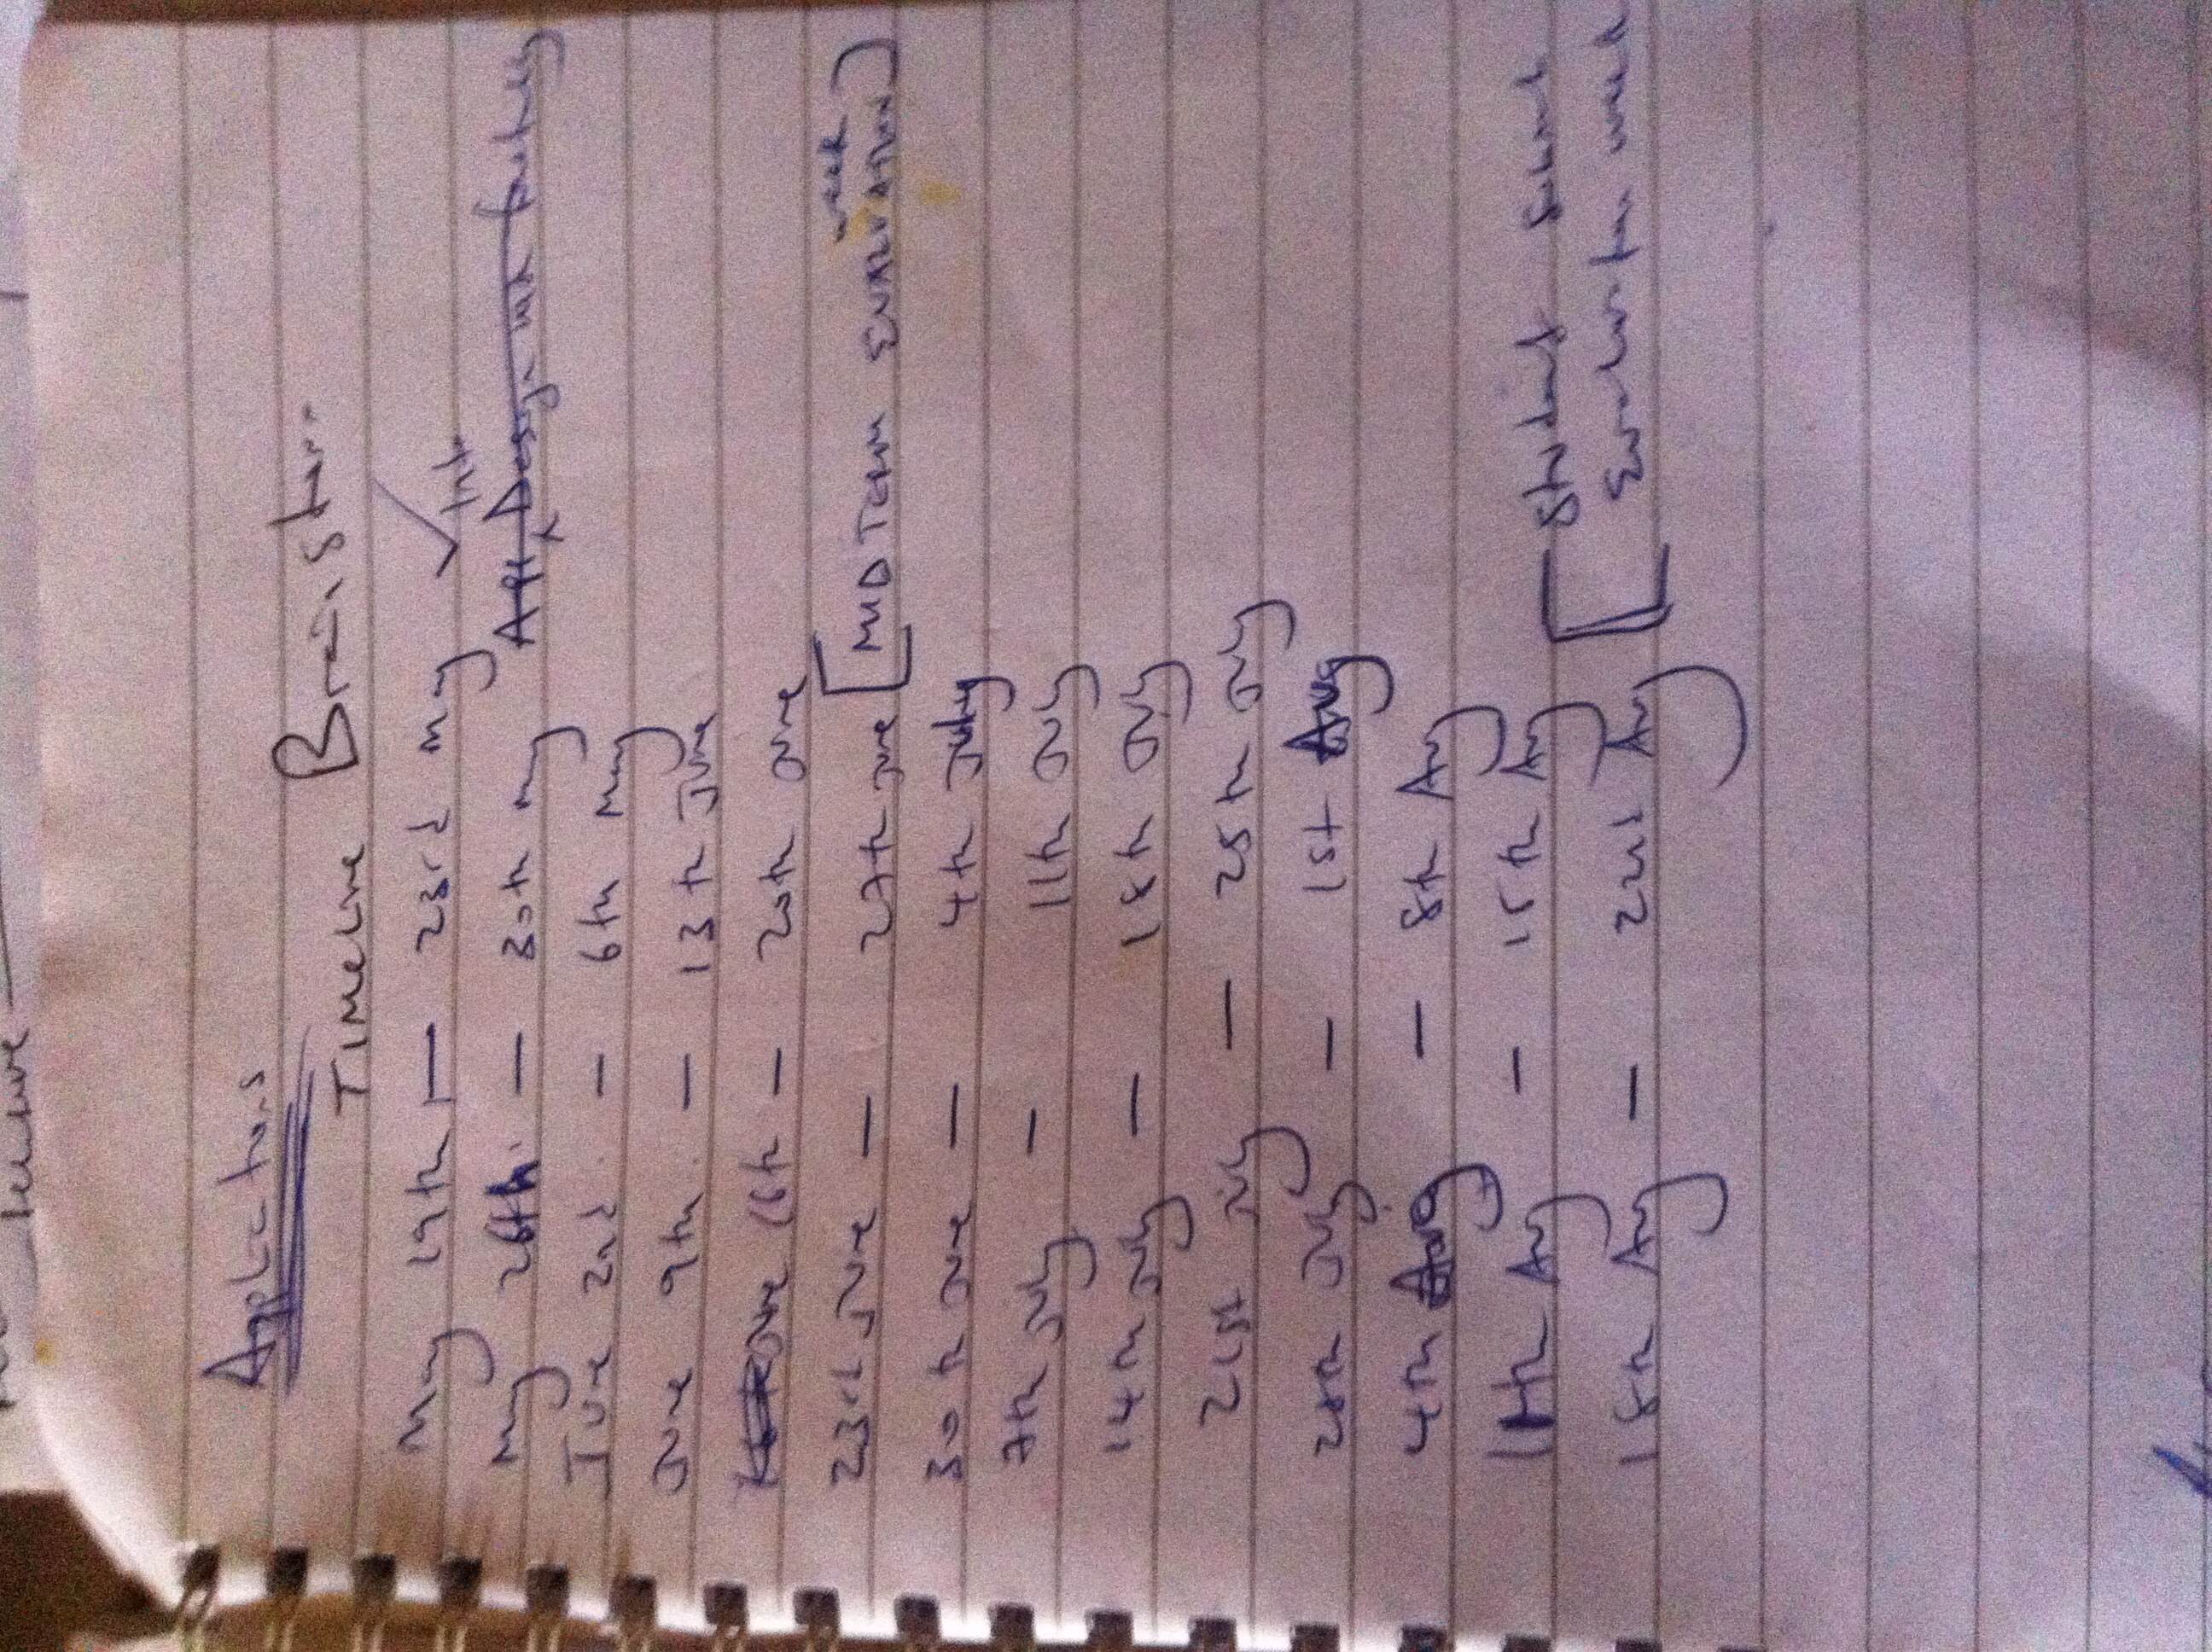 lecture
Applications
Timeline Brainstorm
May 19th — 23rd May ✓
Into
May 26th — 30th May App Design with
June 2nd — 6th May
June 9th — 13th June
June 16th — 20th June
week
23rd June — 27th June [MID TERM EVALUATION]
30th June — 4th July
7th July — 11th July
14th July — 18th July
21st July — 25th July
28th July — 1st Aug
4th Aug — 8th Aug
11th Aug — 15th Aug
[Student Submit
18th Aug — 22nd Aug Evaluation week